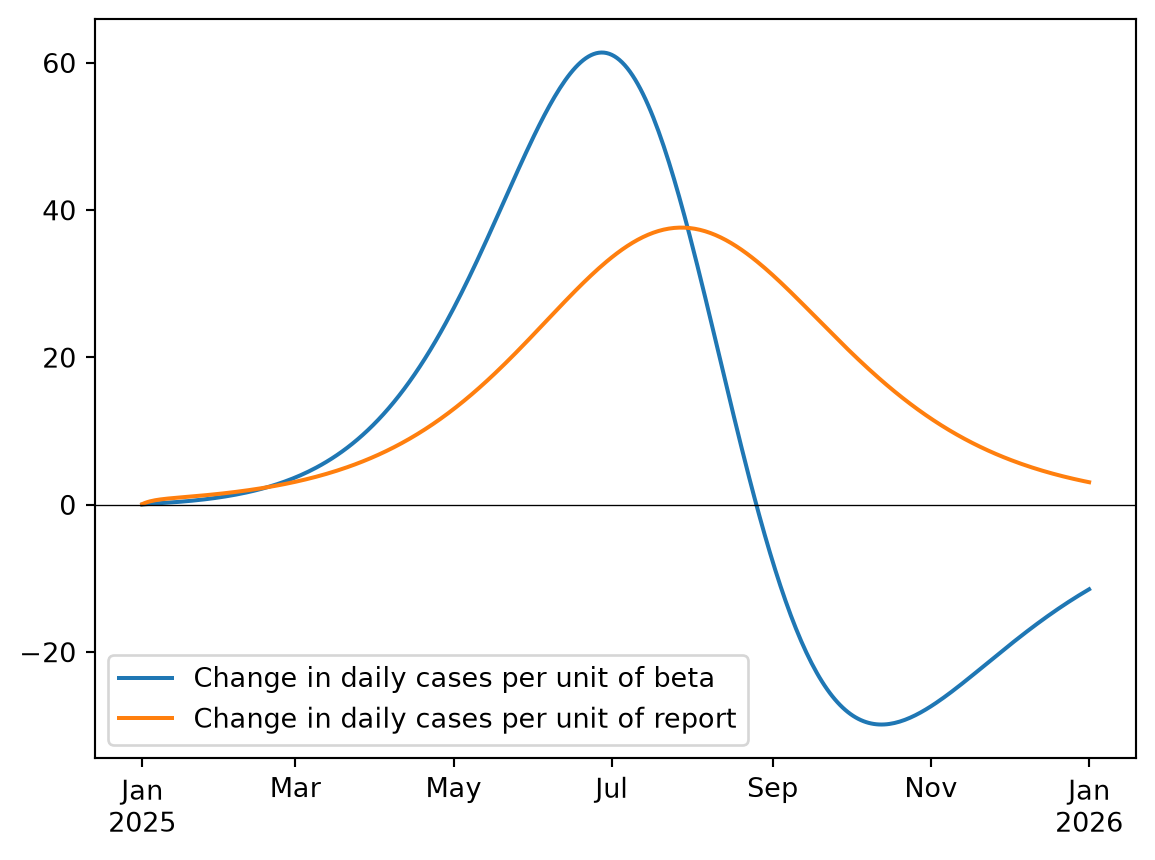 60
40
20
0
−20
Change in daily cases per unit of beta
Change in daily cases per unit of report
Jan Mar May Jul Sep Nov Jan
2025 2026